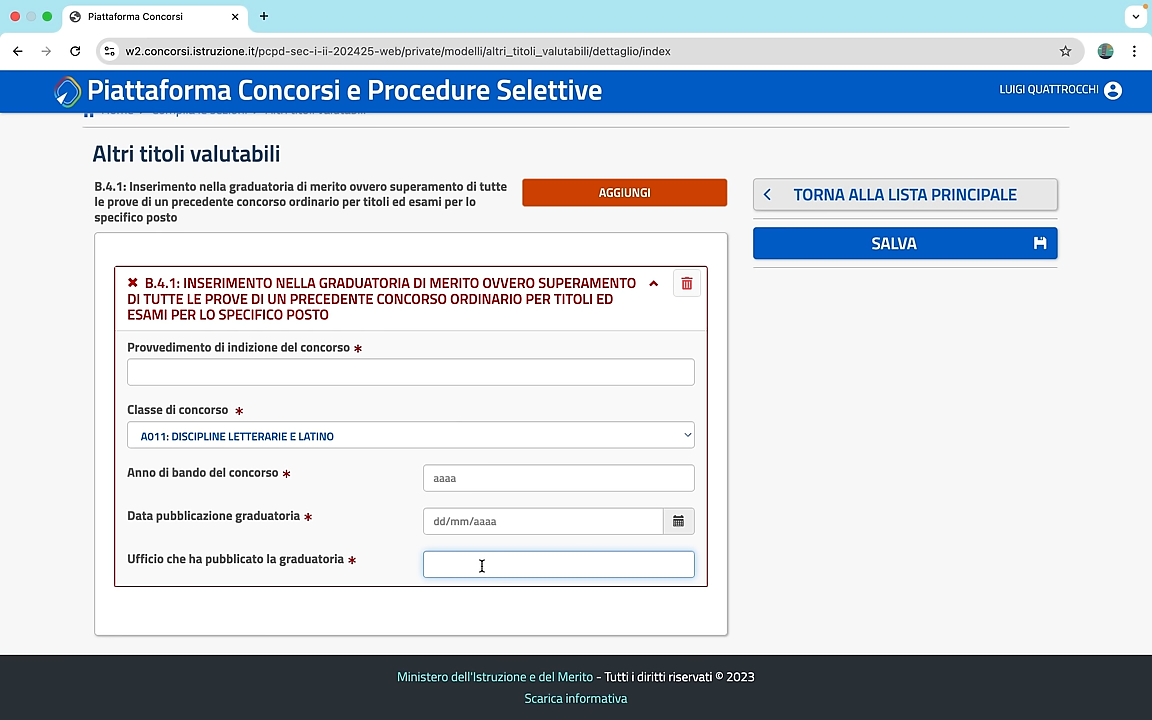 Piattaforma Concorsi
w2.concorsi.istruzione.it/pcpd-sec-i-ii-202425-web/private/modelli/altri_titoli_valutabili/dettaglio/index
Piattaforma Concorsi e Procedure Selettive
LUIGI QUATTROCCHI
Altri titoli valutabili
B.4.1: Inserimento nella graduatoria di merito ovvero superamento di tutte
le prove di un precedente concorso ordinario per titoli ed esami per lo
specifico posto
AGGIUNGI
TORNA ALLA LISTA PRINCIPALE
SALVA
B.4.1: INSERIMENTO NELLA GRADUATORIA DI MERITO OVVERO SUPERAMENTO
DI TUTTE LE PROVE DI UN PRECEDENTE CONCORSO ORDINARIO PER TITOLI ED
ESAMI PER LO SPECIFICO POSTO
Provvedimento di indizione del concorso *
Classe di concorso *
A011: DISCIPLINE LETTERARIE E LATINO
Anno di bando del concorso *
aaaa
Data pubblicazione graduatoria *
dd/mm/aaaa
Ufficio che ha pubblicato la graduatoria *
Ministero dell'Istruzione e del Merito - Tutti i diritti riservati © 2023
Scarica informativa